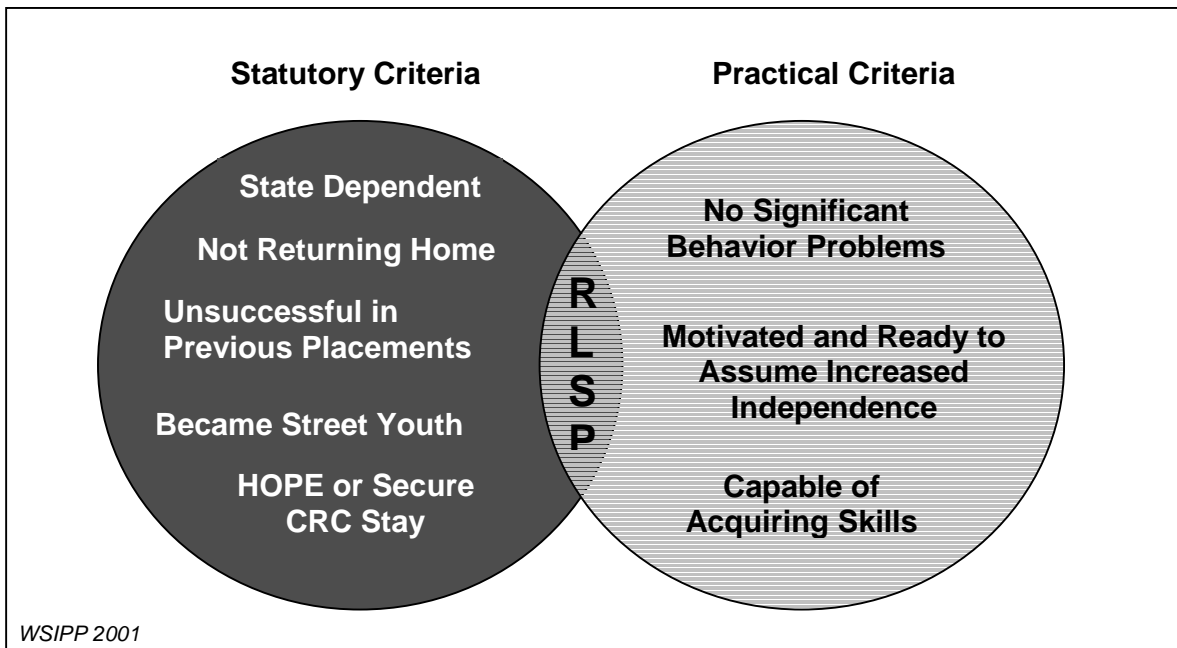 Statutory Criteria
State Dependent
Not Returning Home
Unsuccessful in
Previous Placements
Became Street Youth
HOPE or Secure
CRC Stay
R
L
S
P
Practical Criteria
No Significant
Behavior Problems
Motivated and Ready to
Assume Increased
Independence
Capable of
Acquiring Skills
WSIPP 2001